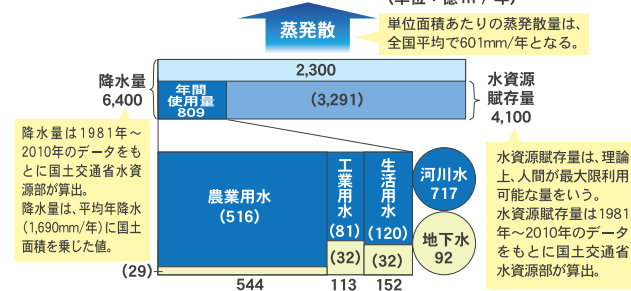 (単位：億m³／年)
蒸発散
単位面積あたりの蒸発散量は、
全国平均で601mm/年となる。
降水量
6,400
2,300
年間
使用量
809
(3,291)
水資源
賦存量
4,100
降水量は1981年～
2010年のデータをも
とに国土交通省水資
源部が算出。
降水量は、平均年降水
(1,690mm/年)に国土
面積を乗じた値。
農業用水
(516)
工業用水
(81)
(32)
生活用水
(120)
(32)
河川水
717
地下水
92
水資源賦存量は、理論
上、人間が最大限利用
可能な量をいう。
水資源賦存量は1981
年～2010年のデータ
をもとに国土交通省
水資源部が算出。
(29)
544
113
152